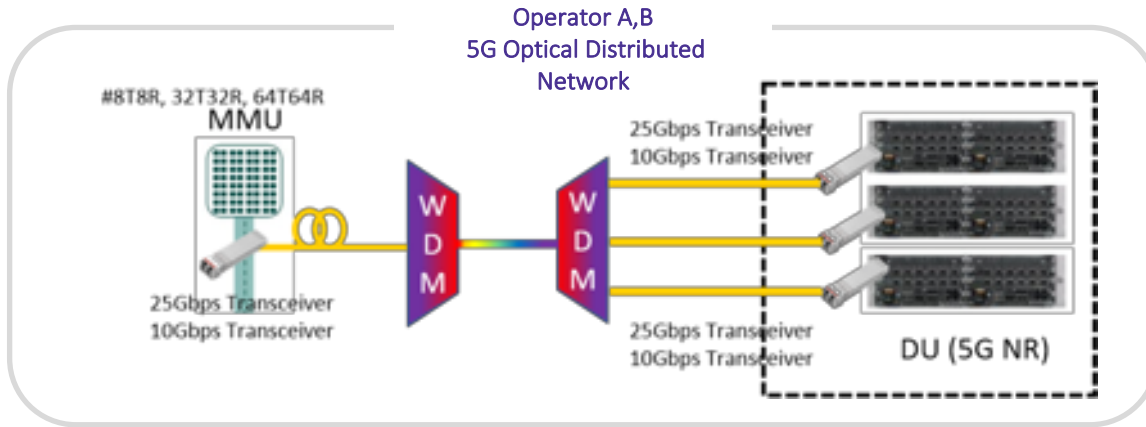 Operator A,B
5G Optical Distributed
Network
#8T8R, 32T32R, 64T64R
MMU
25Gbps Transceiver
10Gbps Transceiver
W
D
M
W
D
M
25Gbps Transceiver
10Gbps Transceiver
25Gbps Transceiver
10Gbps Transceiver
DU (5G NR)